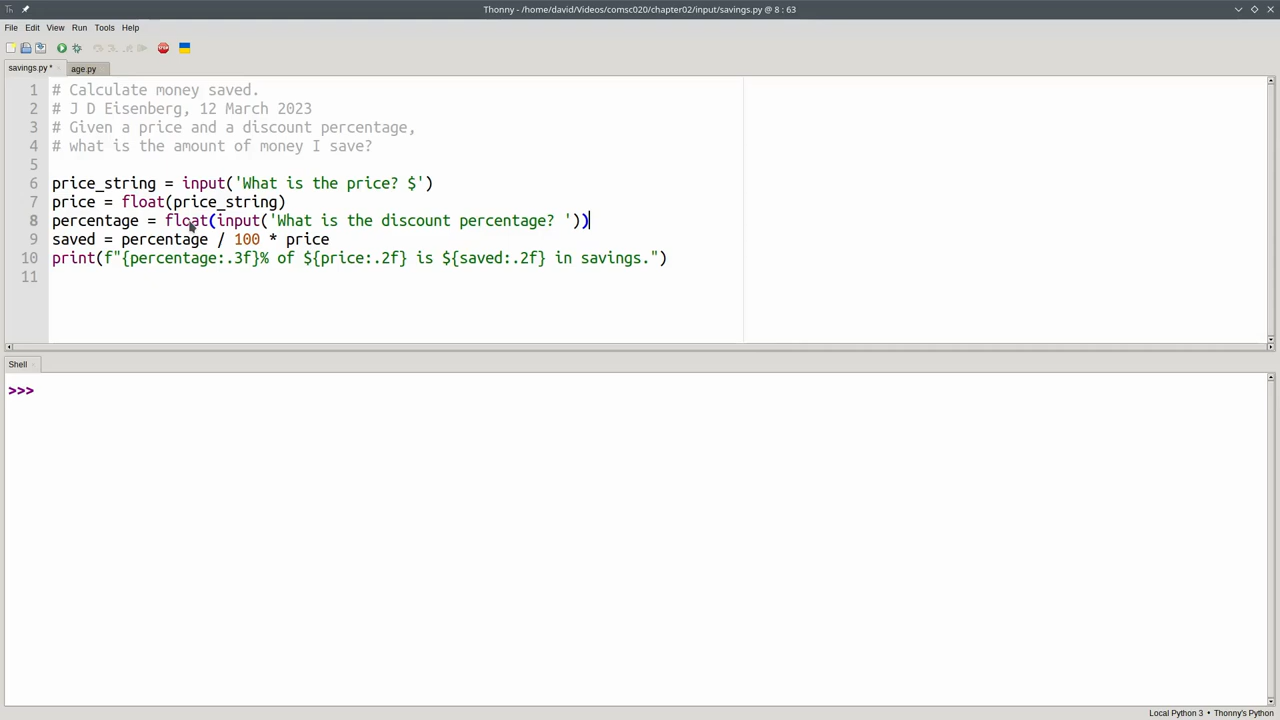 Thonny - /home/david/Videos/comsc020/chapter02/input/savings.py @ 8 : 63
File Edit View Run Tools Help
STOP
savings.py * age.py
1 # Calculate money saved.
2 # J D Eisenberg, 12 March 2023
3 # Given a price and a discount percentage,
4 # what is the amount of money I save?
5
6 price_string = input('What is the price? $')
7 price = float(price_string)
8 percentage = float(input('What is the discount percentage? '))
9 saved = percentage / 100 * price
10 print(f"{percentage:.3f}% of ${price:.2f} is ${saved:.2f} in savings.")
11
Shell
>>>
Local Python 3 • Thonny's Python